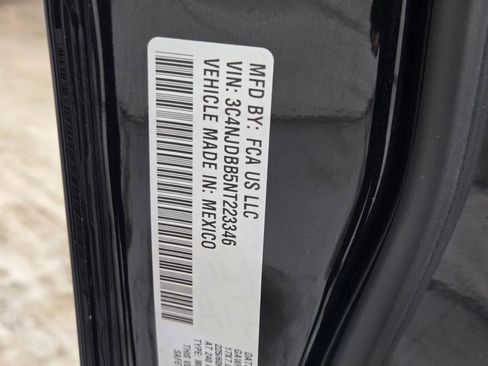 MFD BY: FCA US LLC
VIN: 3C4NJDBB5NT223346
VEHICLE MADE IN: MEXICO